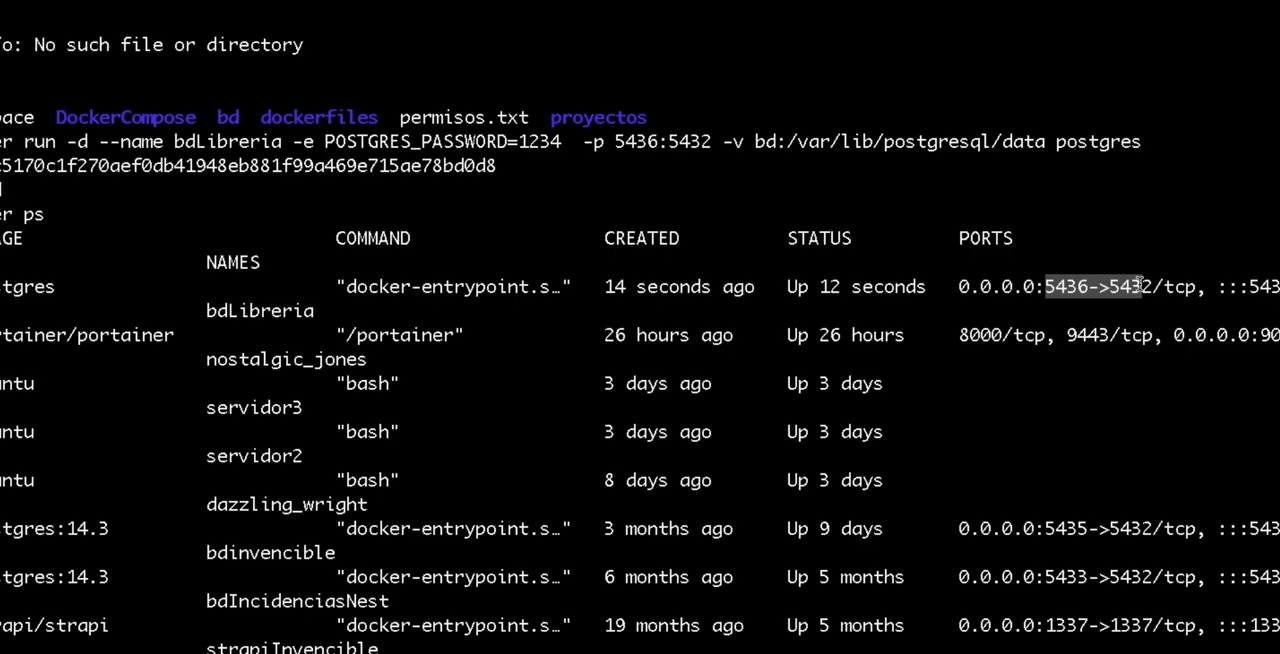 o: No such file or directory
pace DockerCompose bd dockerfiles permisos.txt proyectos
er run -d --name bdLibreria -e POSTGRES_PASSWORD=1234 -p 5436:5432 -v bd:/var/lib/postgresql/data postgres
c5170c1f270aef0db41948eb881f99a469e715ae78bd0d8
er ps
AGE COMMAND CREATED STATUS PORTS
NAMES
stgres "docker-entrypoint.s…" 14 seconds ago Up 12 seconds 0.0.0.0:5436->5432/tcp, :::543
bdLibreria
rtainer/portainer "/portainer" 26 hours ago Up 26 hours 8000/tcp, 9443/tcp, 0.0.0.0:90
nostalgic_jones
untu "bash" 3 days ago Up 3 days
servidor3
untu "bash" 3 days ago Up 3 days
servidor2
untu "bash" 8 days ago Up 3 days
dazzling_wright
stgres:14.3 "docker-entrypoint.s…" 3 months ago Up 9 days 0.0.0.0:5435->5432/tcp, :::543
bdinvencible
stgres:14.3 "docker-entrypoint.s…" 6 months ago Up 5 months 0.0.0.0:5433->5432/tcp, :::543
bdIncidenciasNest
rapi/strapi "docker-entrypoint.s…" 19 months ago Up 5 months 0.0.0.0:1337->1337/tcp, :::133
strapiInvencible